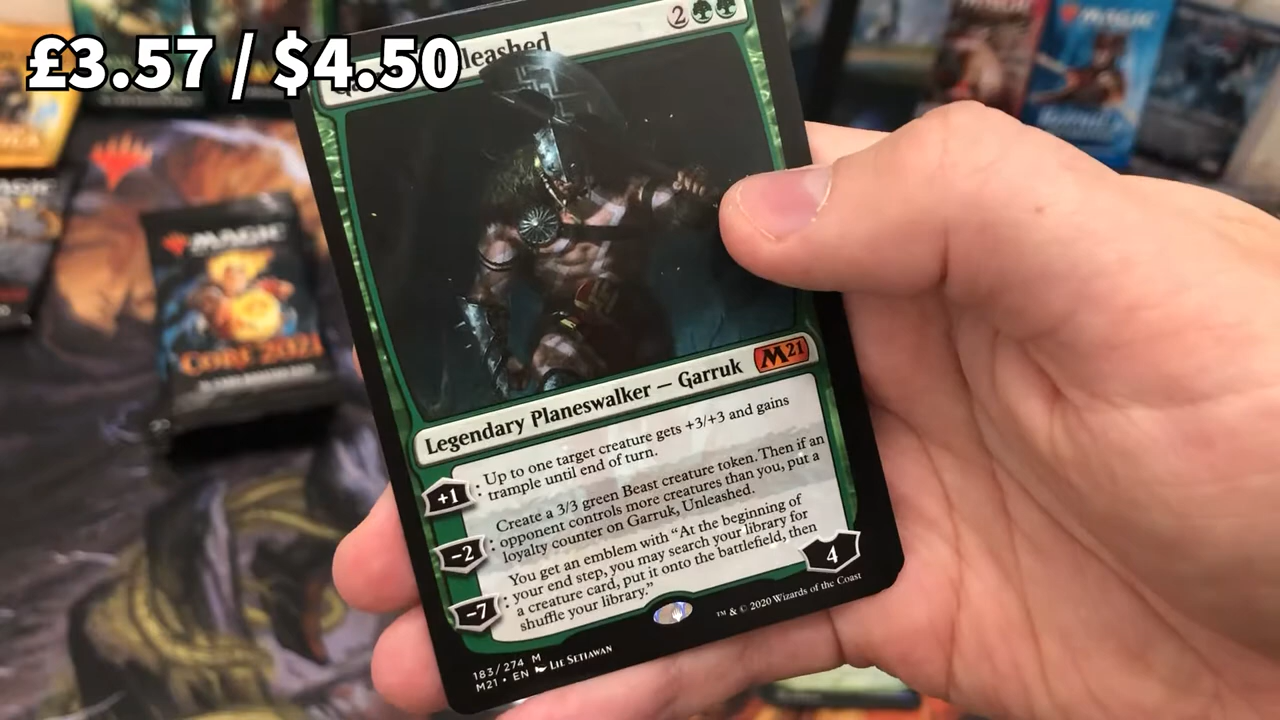 £3.57 / $4.50
leashed
2
MAGIC
MAGIC
CORE 2021
Legendary Planeswalker — Garruk
M21
+1: Up to one target creature gets +3/+3 and gains
trample until end of turn.
−2: Create a 3/3 green Beast creature token. Then if an
opponent controls more creatures than you, put a
loyalty counter on Garruk, Unleashed.
−7: You get an emblem with “At the beginning of
your end step, you may search your library for
a creature card, put it onto the battlefield, then
shuffle your library.”
4
183/274 M
M21 • EN LIE SETIAWAN
™ & © 2020 Wizards of the Coast